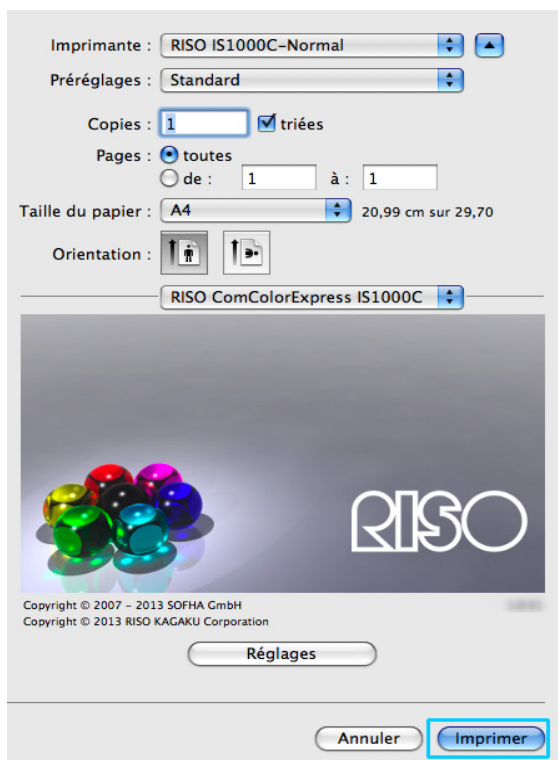 Imprimante : RISO IS1000C-Normal
Préréglages : Standard
Copies : 1 triées
Pages : toutes
de : 1 à : 1
Taille du papier : A4 20,99 cm sur 29,70
Orientation :
RISO ComColorExpress IS1000C
RISO
Copyright © 2007 - 2013 SOFHA GmbH
Copyright © 2013 RISO KAGAKU Corporation
Réglages
Annuler Imprimer